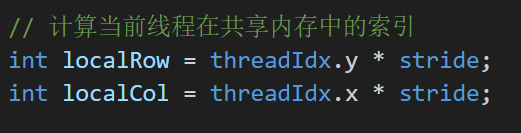 // 计算当前线程在共享内存中的索引
int localRow = threadIdx.y * stride;
int localCol = threadIdx.x * stride;